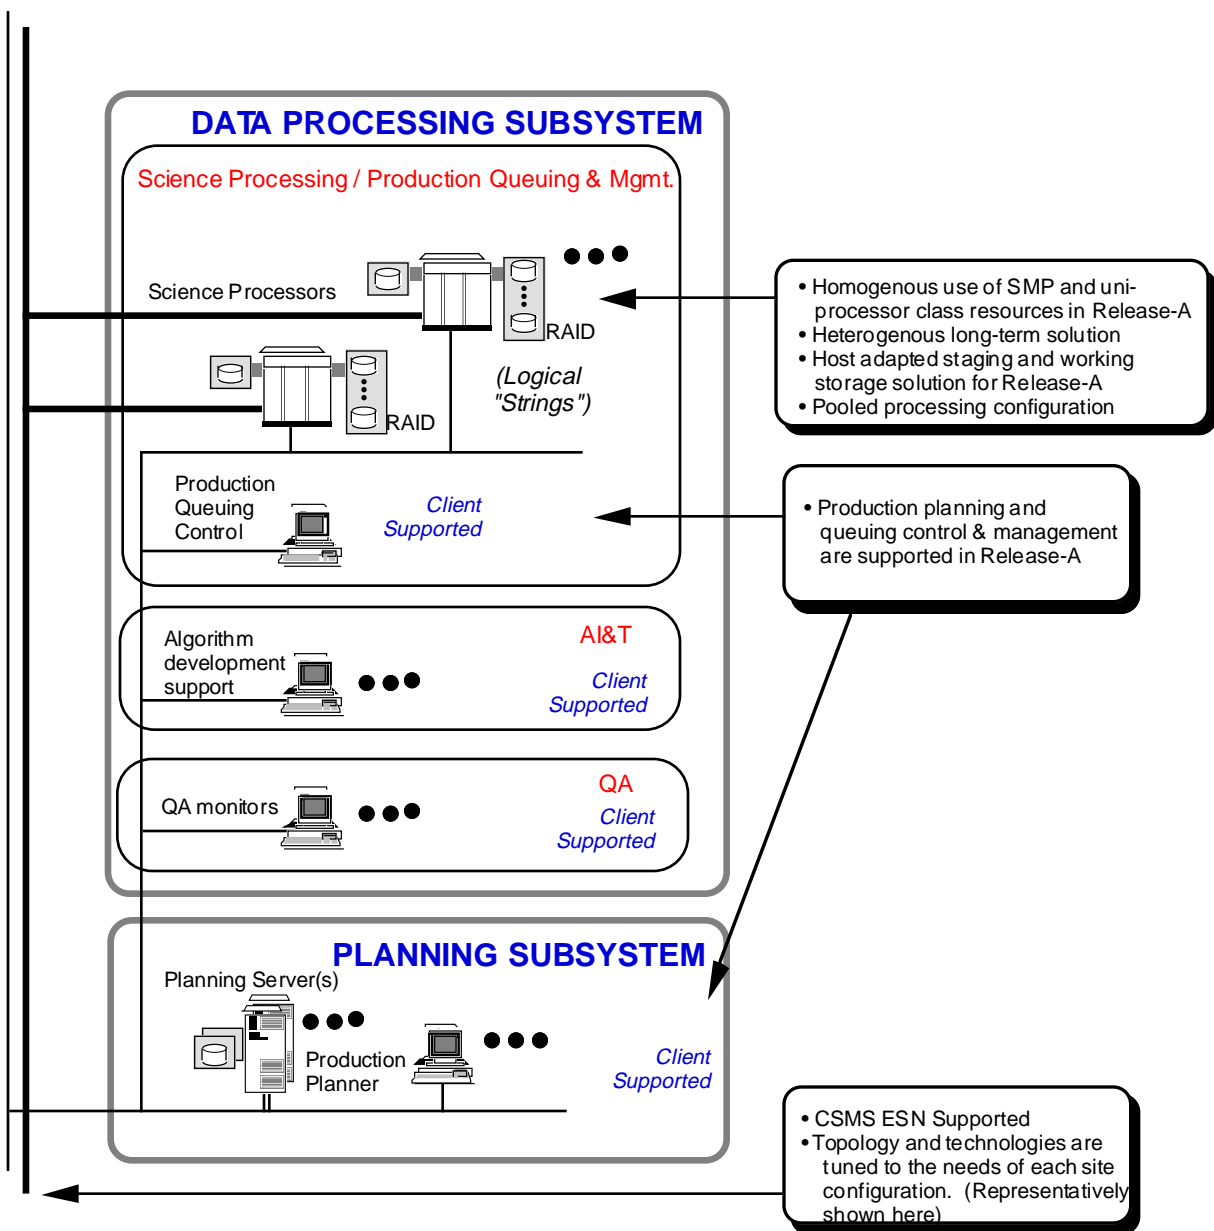 DATA PROCESSING SUBSYSTEM
Science Processing / Production Queuing & Mgmt.
Science Processors
RAID
(Logical
"Strings")
RAID
• Homogenous use of SMP and uni-
processor class resources in Release-A
• Heterogenous long-term solution
• Host adapted staging and working
storage solution for Release-A
• Pooled processing configuration
Production
Queuing
Control
Client
Supported
• Production planning and
queuing control & management
are supported in Release-A
Algorithm
development
support
AI&T
Client
Supported
QA monitors
QA
Client
Supported
PLANNING SUBSYSTEM
Planning Server(s)
Production
Planner
Client
Supported
• CSMS ESN Supported
• Topology and technologies are
tuned to the needs of each site
configuration. (Representatively
shown here)